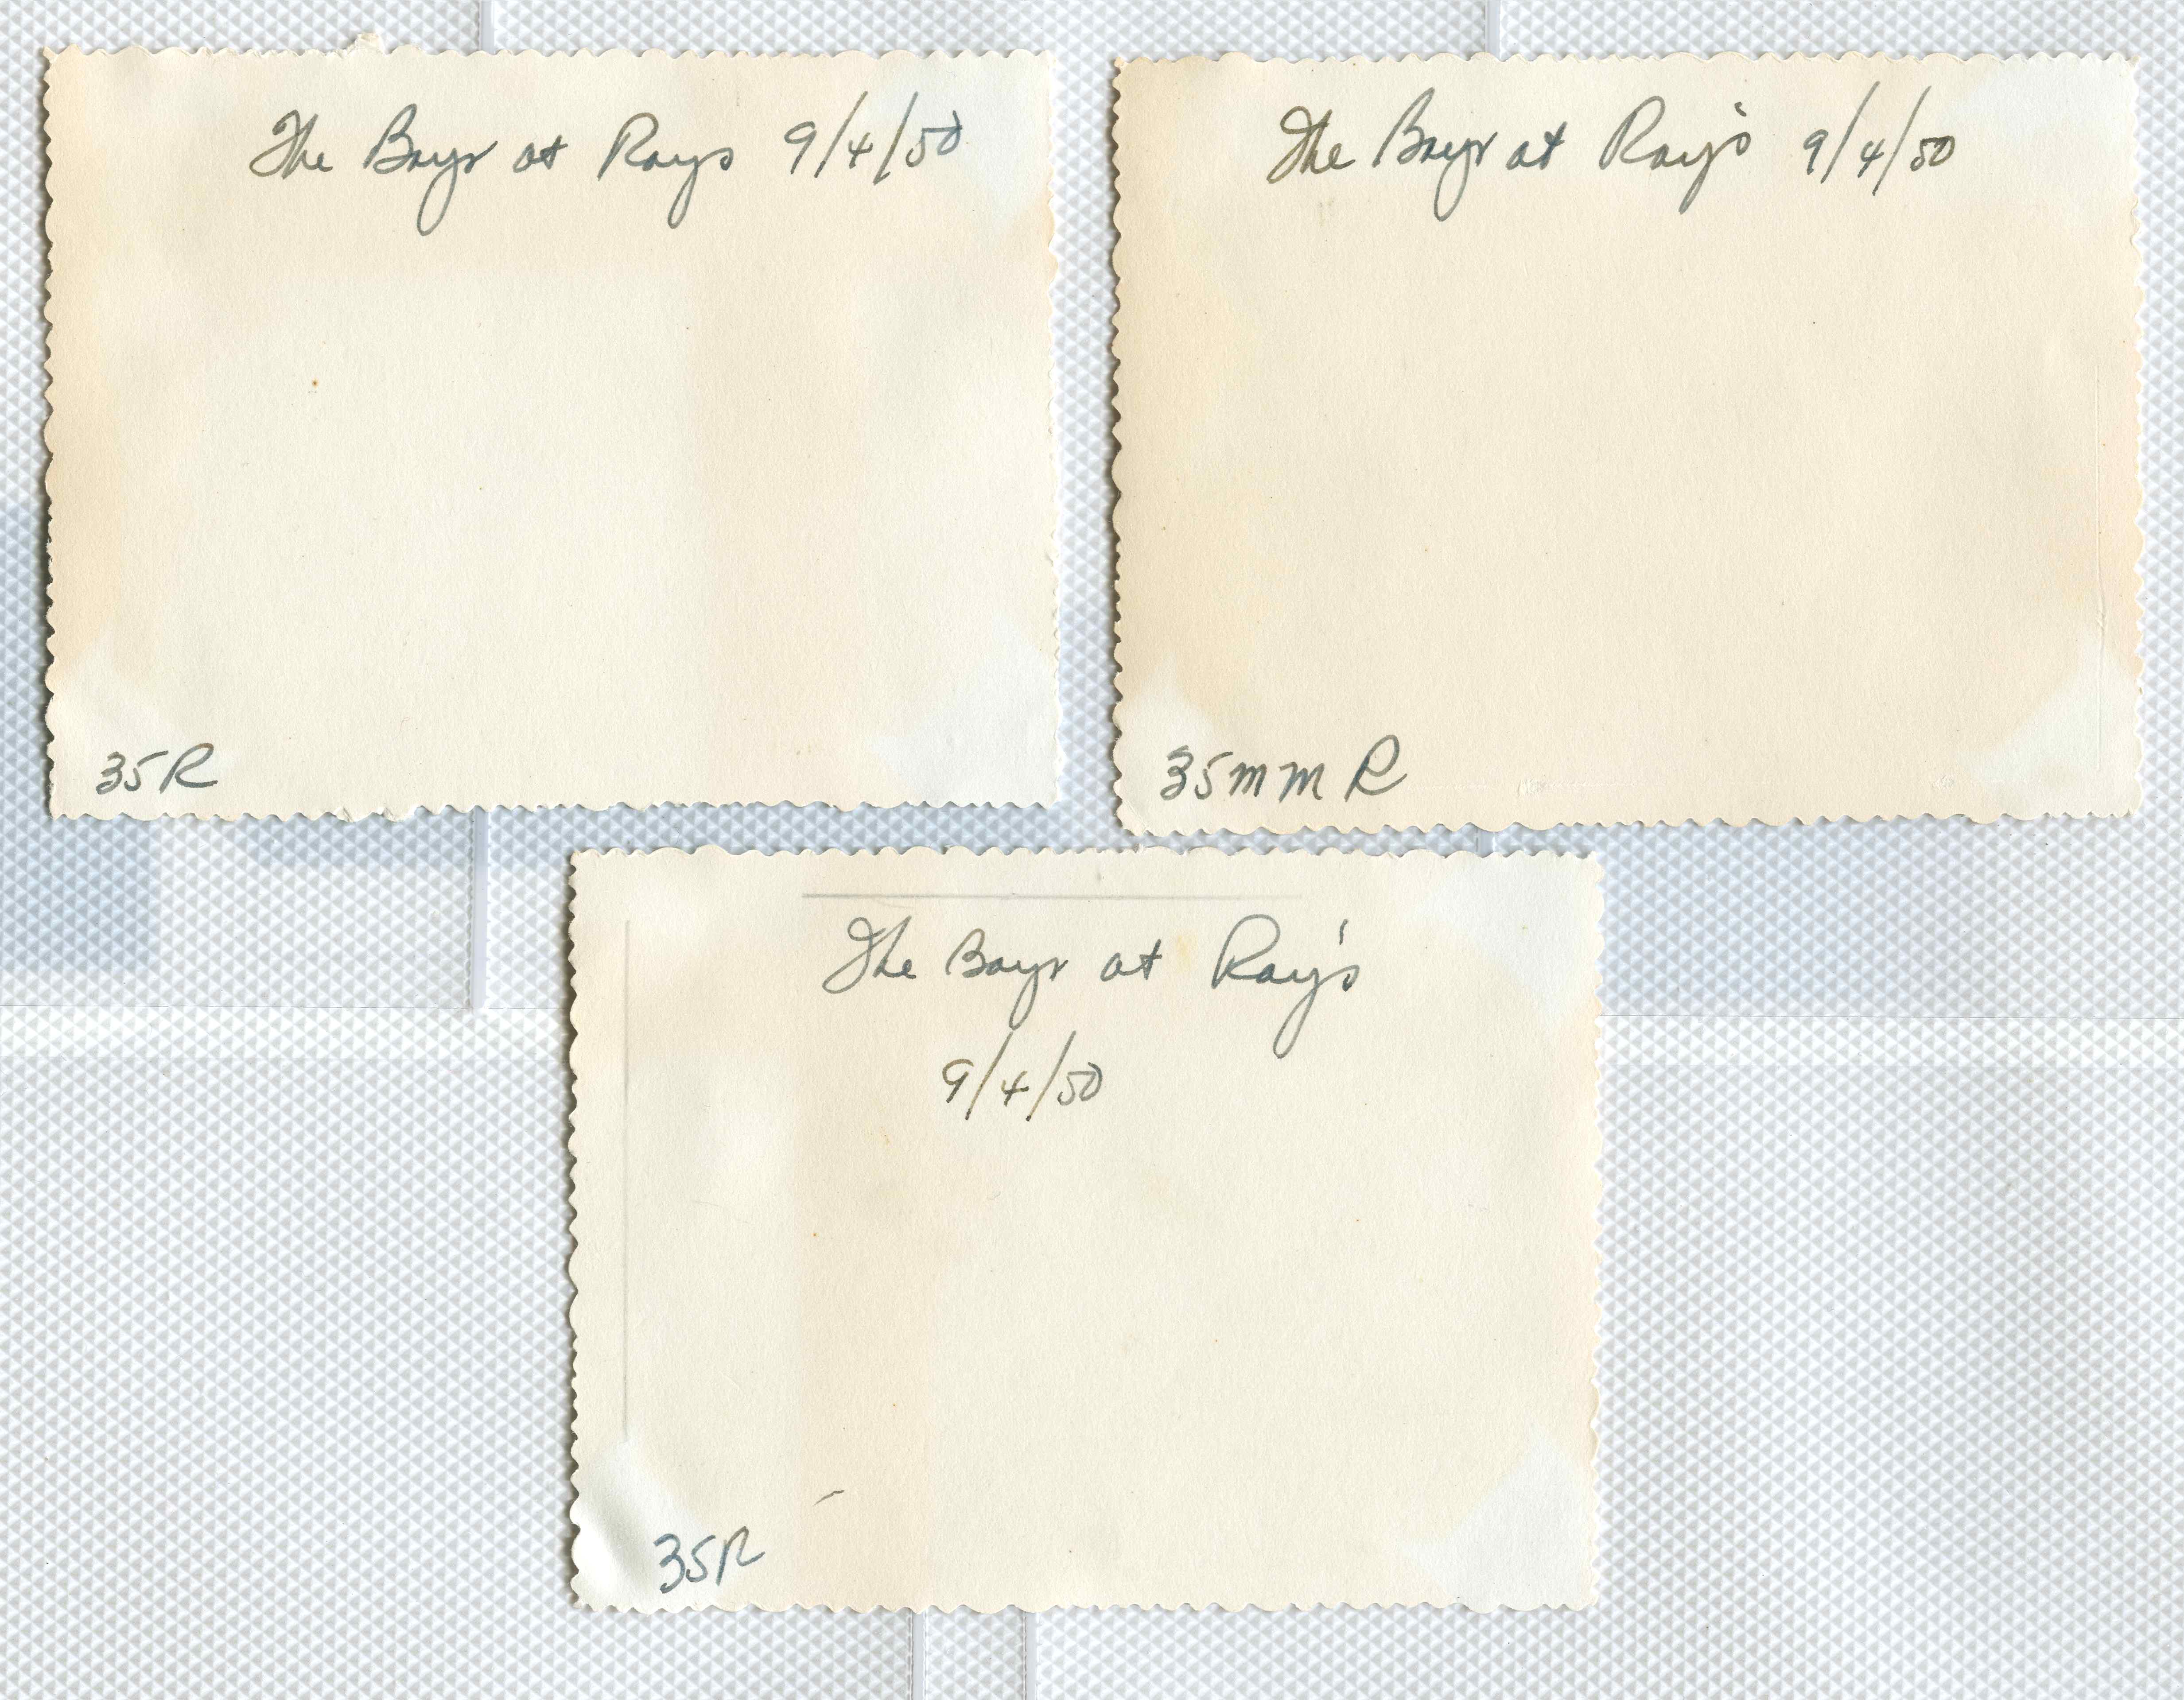 The Boys at Rays 9/4/50
35R
The Boys at Ray's 9/4/50
35mm R
The Boys at Ray's
9/4/50
35R